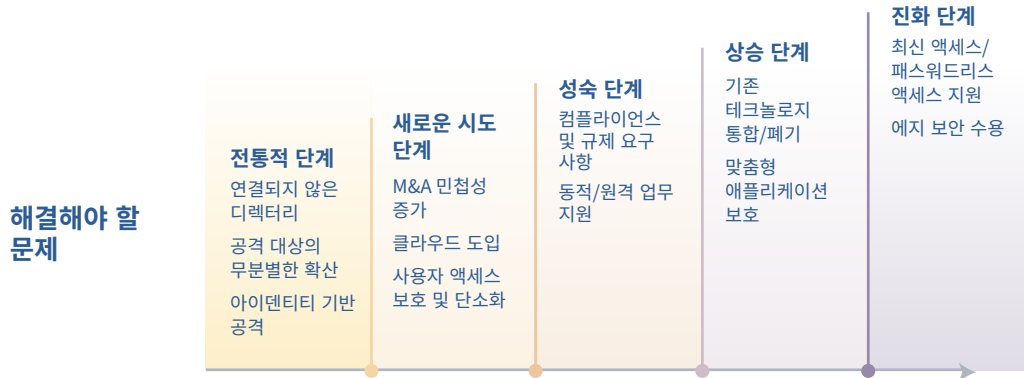 해결해야 할
문제
전통적 단계
연결되지 않은
디렉터리
공격 대상의
무분별한 확산
아이덴티티 기반
공격
새로운 시도
단계
M&A 민첩성
증가
클라우드 도입
사용자 액세스
보호 및 단소화
성숙 단계
컴플라이언스
및 규제 요구
사항
동적/원격 업무
지원
상승 단계
기존
테크놀로지
통합/폐기
맞춤형
애플리케이션
보호
진화 단계
최신 액세스/
패스워드리스
액세스 지원
에지 보안 수용